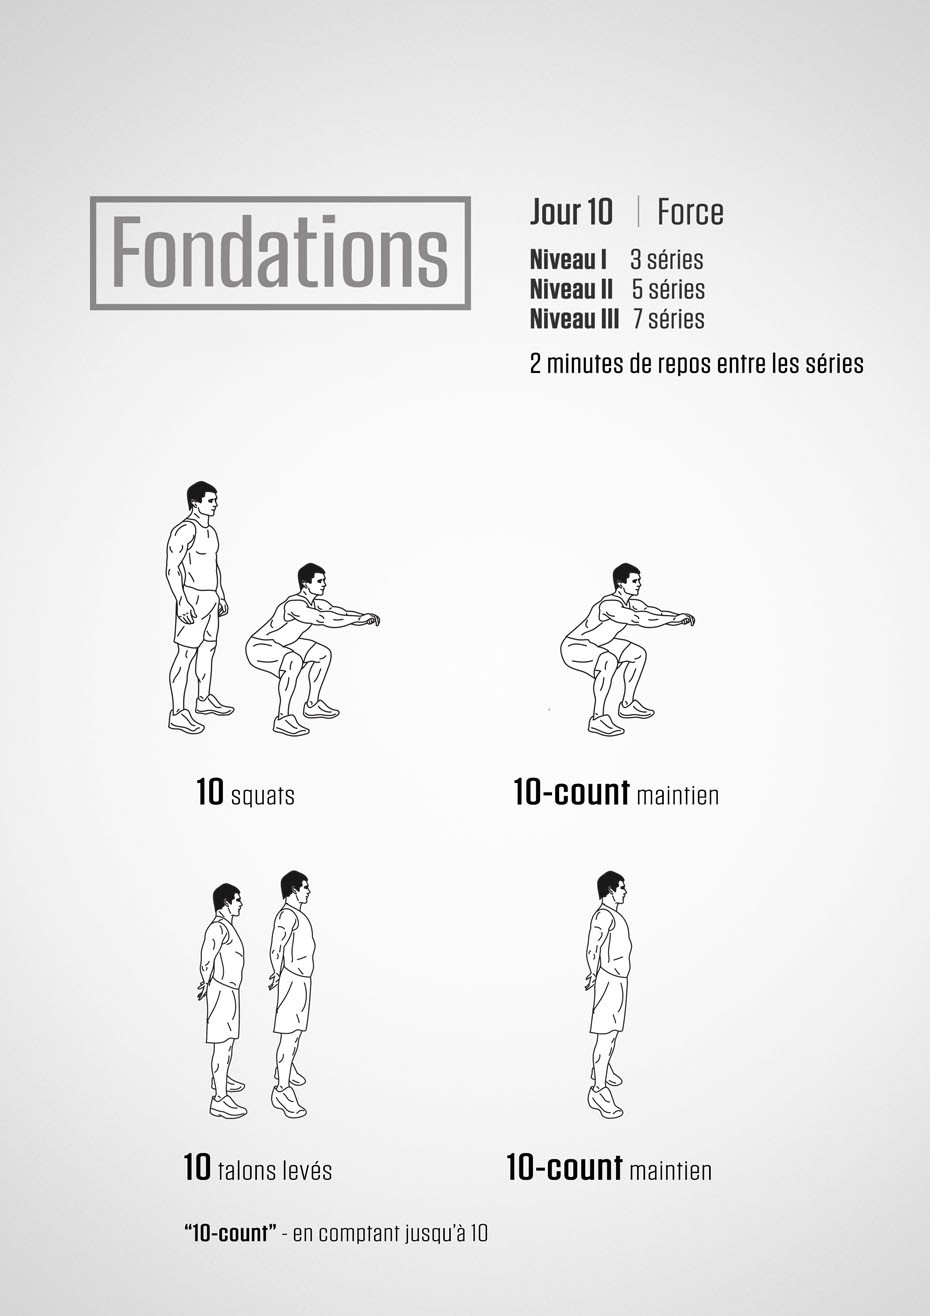 Fondations
Jour 10 | Force
Niveau I 3 séries
Niveau II 5 séries
Niveau III 7 séries
2 minutes de repos entre les séries
10 squats
10-count maintien
10 talons levés
10-count maintien
“10-count” - en comptant jusqu’à 10